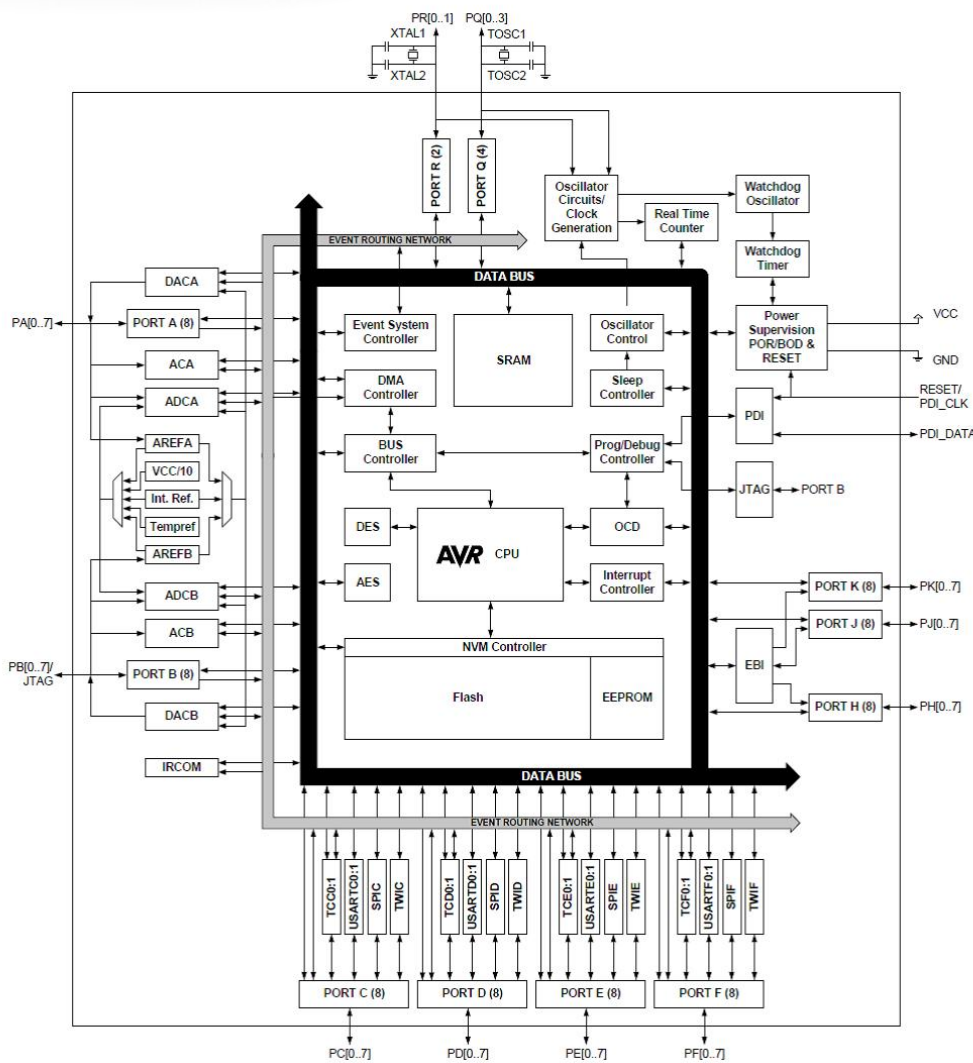 PR[0..1]
PQ[0..3]
XTAL1
TOSC1
XTAL2
TOSC2
PORT R (2)
PORT Q (4)
Oscillator
Circuits/
Clock
Generation
Watchdog
Oscillator
Real Time
Counter
Watchdog
Timer
EVENT ROUTING NETWORK
DATA BUS
DACA
PA[0..7]
PORT A (8)
ACA
ADCA
AREFA
VCC/10
Int. Ref.
Tempref
AREFB
ADCB
ACB
PB[0..7]/
JTAG
PORT B (8)
DACB
IRCOM
Event System
Controller
SRAM
Oscillator
Control
DMA
Controller
Sleep
Controller
BUS
Controller
Prog/Debug
Controller
DES
AVR CPU
OCD
AES
Interrupt
Controller
NVM Controller
Flash
EEPROM
Power
Supervision
POR/BOD &
RESET
VCC
GND
RESET/
PDI_CLK
PDI
PDI_DATA
JTAG
PORT B
PORT K (8)
PK[0..7]
PORT J (8)
PJ[0..7]
EBI
PORT H (8)
PH[0..7]
DATA BUS
EVENT ROUTING NETWORK
TCC0:1
USARTC0:1
SPIC
TWIC
TCD0:1
USARTD0:1
SPID
TWID
TCE0:1
USARTE0:1
SPIE
TWIE
TCF0:1
USARTF0:1
SPIF
TWIF
PORT C (8)
PORT D (8)
PORT E (8)
PORT F (8)
PC[0..7]
PD[0..7]
PE[0..7]
PF[0..7]